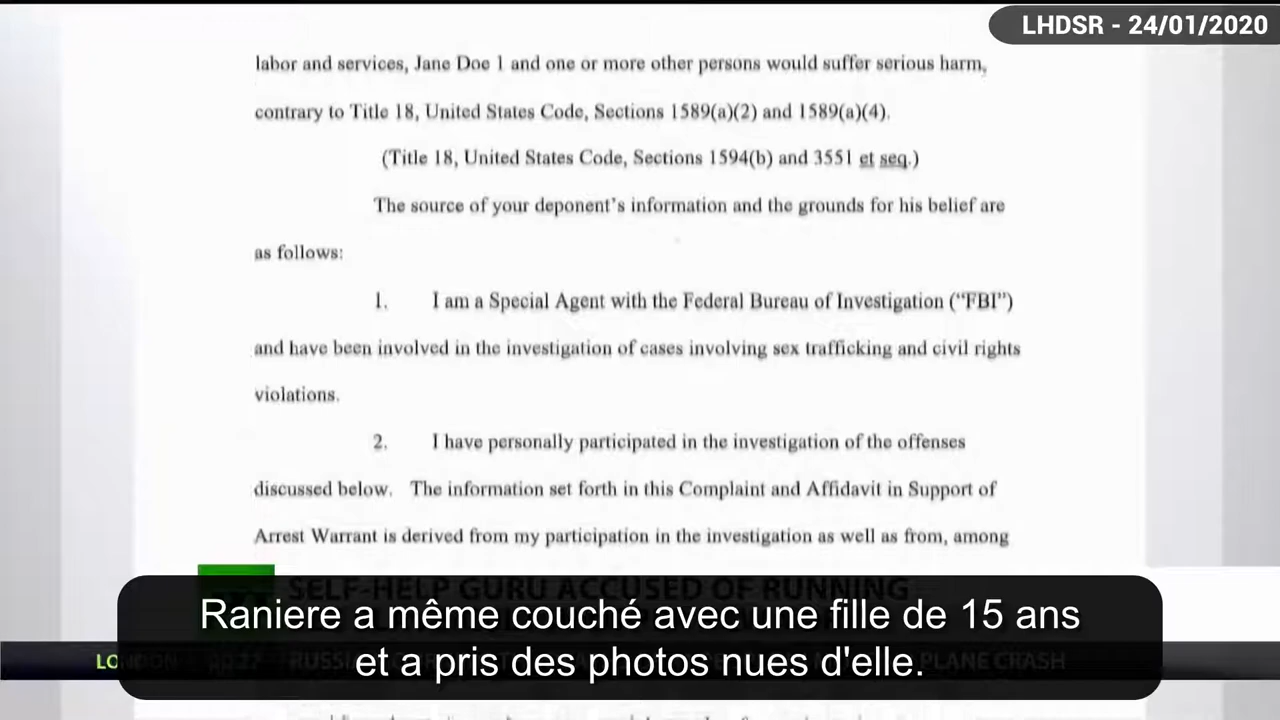 LHDSR - 24/01/2020
labor and services, Jane Doe 1 and one or more other persons would suffer serious harm,
contrary to Title 18, United States Code, Sections 1589(a)(2) and 1589(a)(4).
(Title 18, United States Code, Sections 1594(b) and 3551 et seq.)
The source of your deponent's information and the grounds for his belief are
as follows:
1. I am a Special Agent with the Federal Bureau of Investigation ("FBI")
and have been involved in the investigation of cases involving sex trafficking and civil rights
violations.
2. I have personally participated in the investigation of the offenses
discussed below. The information set forth in this Complaint and Affidavit in Support of
Arrest Warrant is derived from my participation in the investigation as well as from, among
SELF-HELP GURU ACCUSED OF RUNNING
Raniere a même couché avec une fille de 15 ans
et a pris des photos nues d'elle.
PLANE CRASH